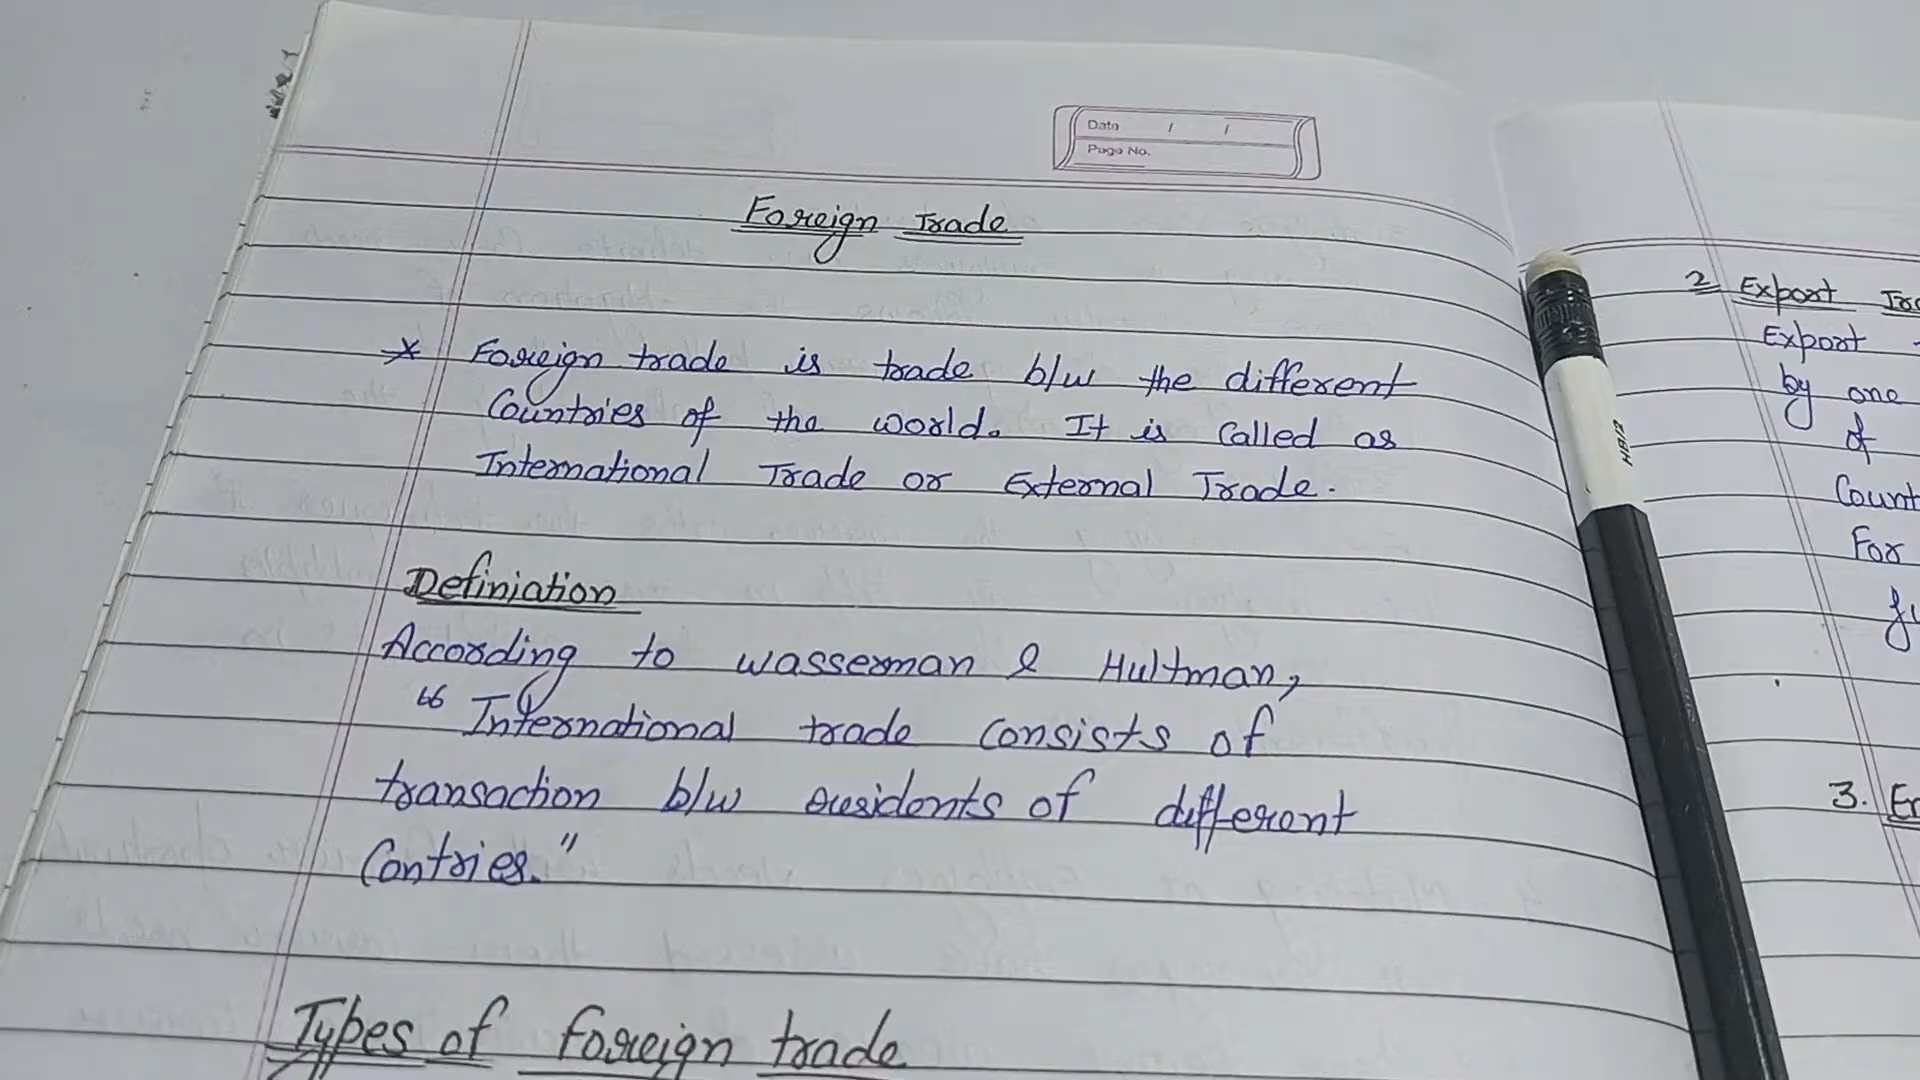 Date / /
Page No.
Foreign Trade
* Foreign trade is trade b/w the different
Countries of the world. It is called as
International Trade or External Trade.
Definiation
According to wasserman & Hultman,
"International trade consists of
transaction b/w residents of different
Contries."
Types of foreign trade
2 Export
Export
by one
of
For
3.
HB/2